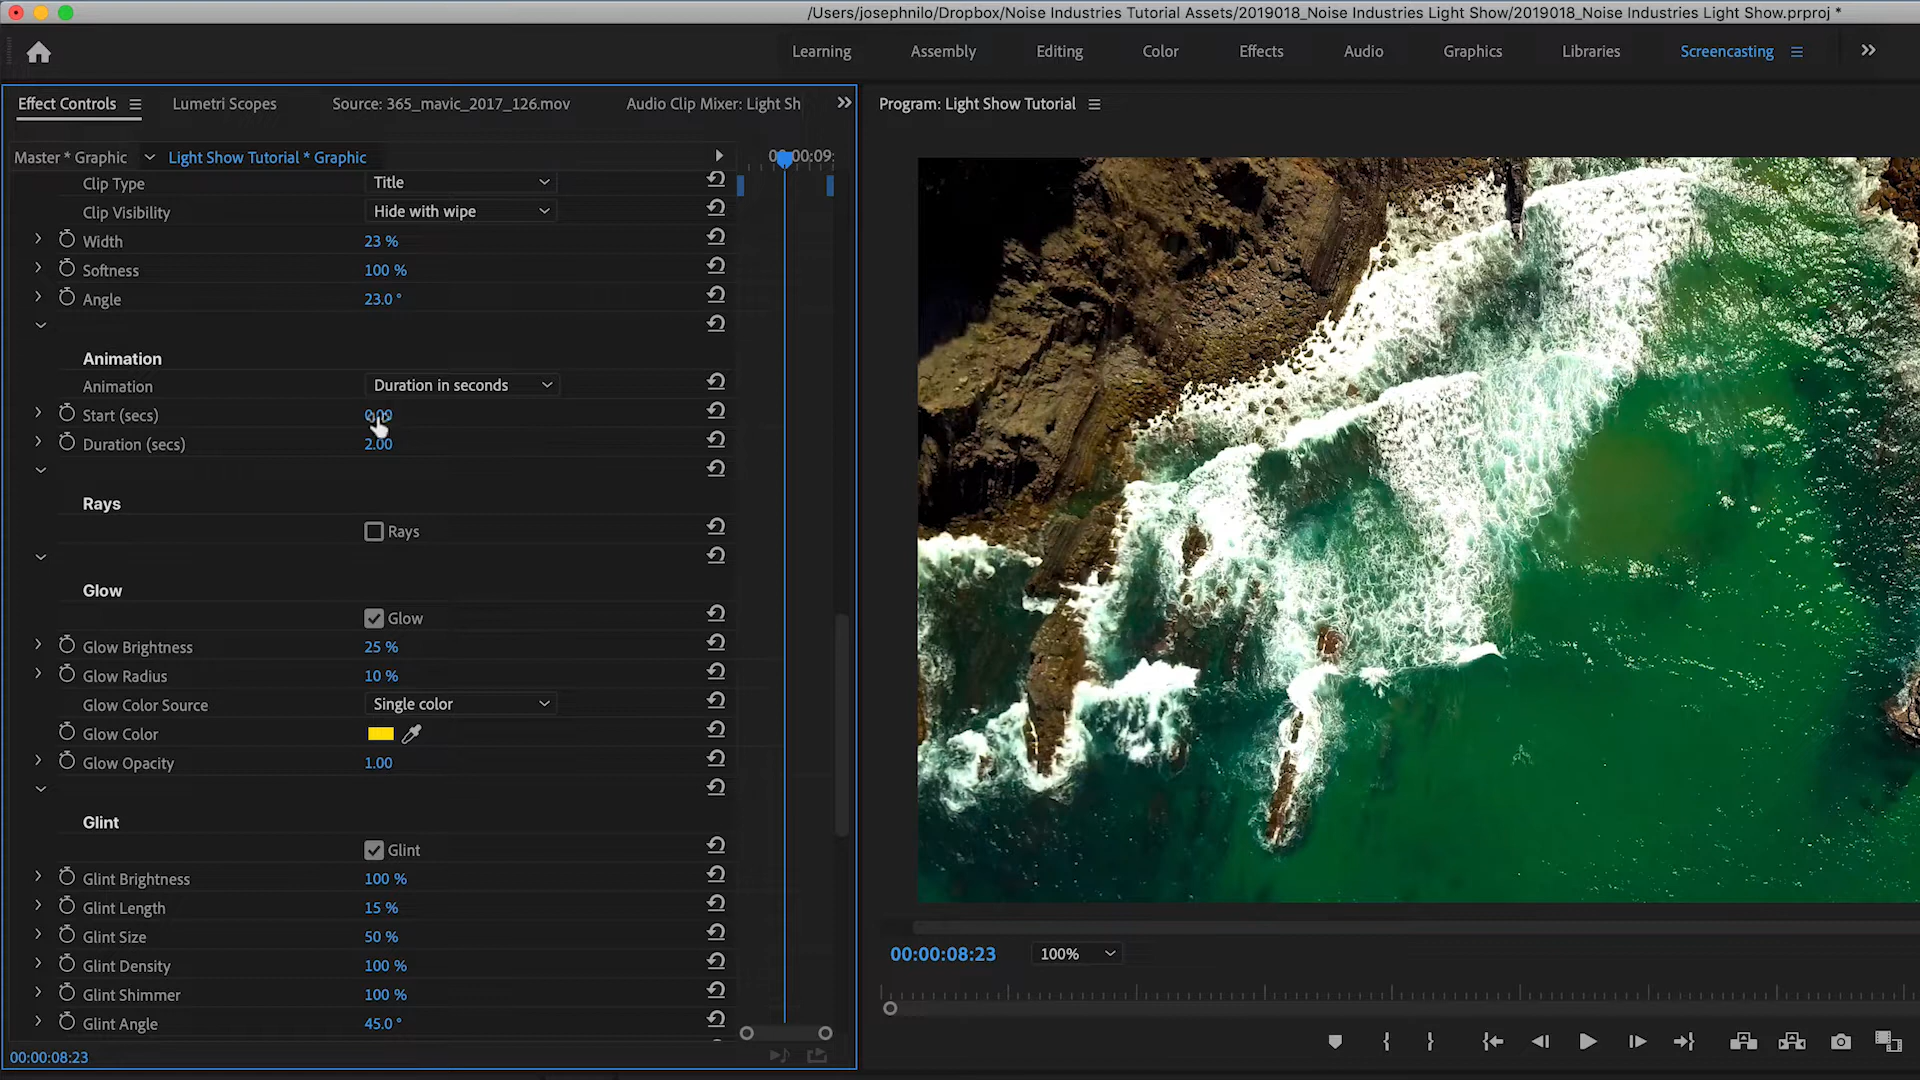 /Users/josephnilo/Dropbox/Noise Industries Tutorial Assets/2019018_Noise Industries Light Show/2019018_Noise Industries Light Show.prproj *
Learning Assembly Editing Color Effects Audio Graphics Libraries Screencasting
Effect Controls Lumetri Scopes Source: 365_mavic_2017_126.mov Audio Clip Mixer: Light Sh
Program: Light Show Tutorial
Master * Graphic Light Show Tutorial * Graphic 00:00:09:
Clip Type Title
Clip Visibility Hide with wipe
Width 23 %
Softness 100 %
Angle 23.0 °
Animation
Animation Duration in seconds
Start (secs) 0.00
Duration (secs) 2.00
Rays
Rays
Glow
Glow
Glow Brightness 25 %
Glow Radius 10 %
Glow Color Source Single color
Glow Color
Glow Opacity 1.00
Glint
Glint
Glint Brightness 100 %
Glint Length 15 %
Glint Size 50 %
Glint Density 100 %
Glint Shimmer 100 %
Glint Angle 45.0 °
00:00:08:23
00:00:08:23 100%